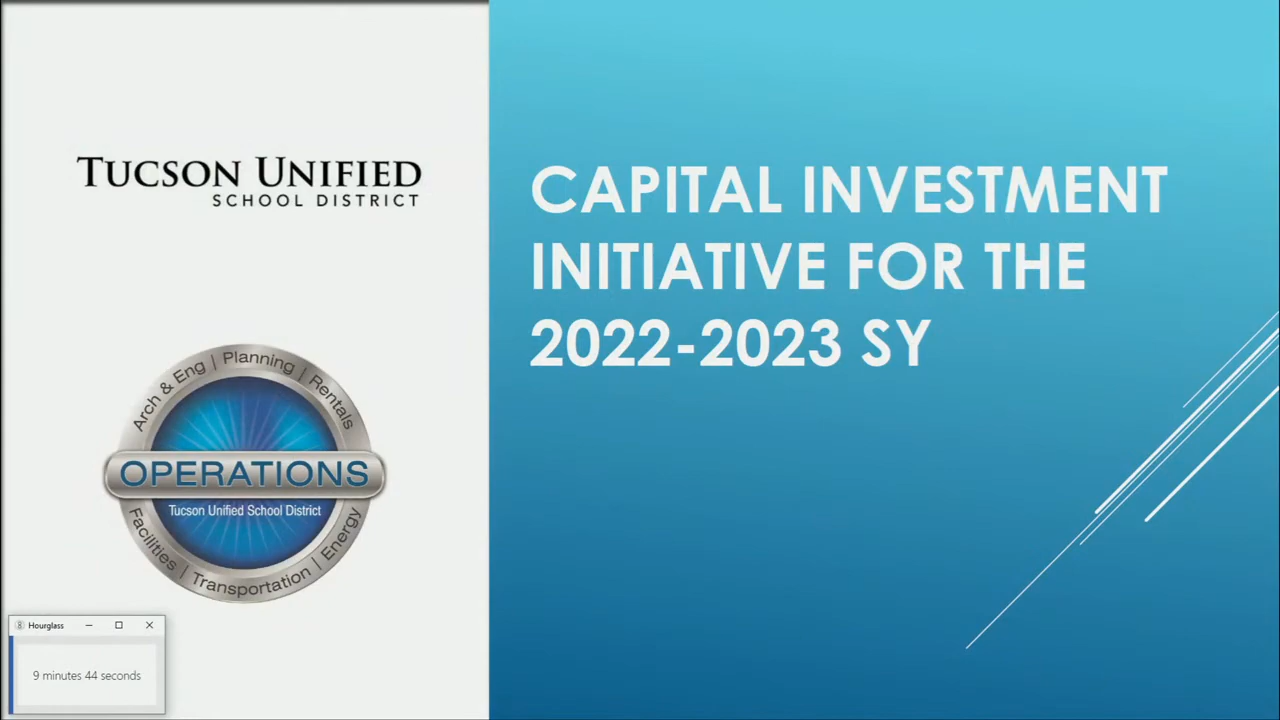 TUCSON UNIFIED
SCHOOL DISTRICT
CAPITAL INVESTMENT
INITIATIVE FOR THE
2022-2023 SY
Arch & Eng | Planning | Rentals
OPERATIONS
Tucson Unified School District
Facilities | Transportation | Energy
Hourglass
9 minutes 44 seconds